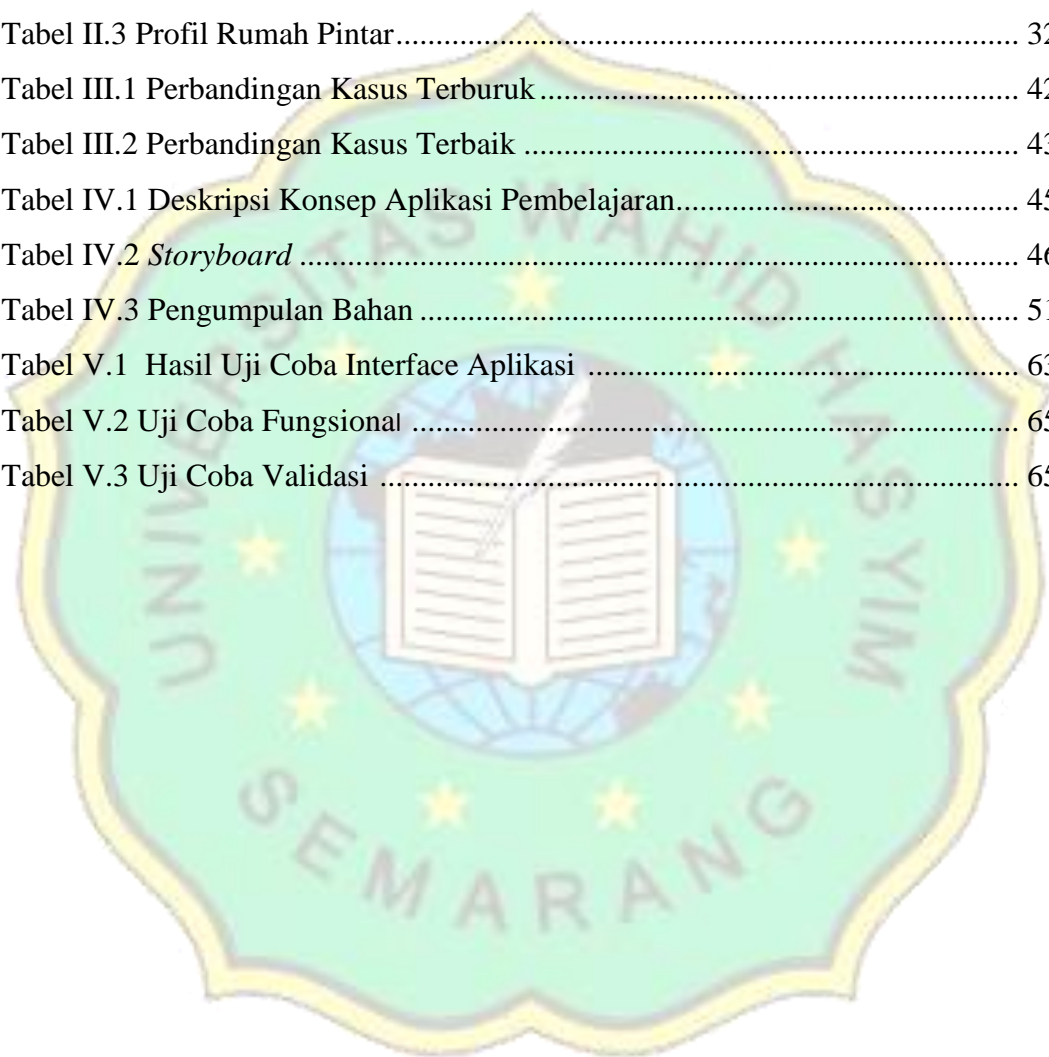 Tabel II.3 Profil Rumah Pintar.............................................................................. 32
Tabel III.1 Perbandingan Kasus Terburuk............................................................ 42
Tabel III.2 Perbandingan Kasus Terbaik .............................................................. 43
Tabel IV.1 Deskripsi Konsep Aplikasi Pembelajaran........................................... 45
Tabel IV.2 Storyboard .......................................................................................... 46
Tabel IV.3 Pengumpulan Bahan ........................................................................... 51
Tabel V.1 Hasil Uji Coba Interface Aplikasi ...................................................... 63
Tabel V.2 Uji Coba Fungsional ............................................................................ 65
Tabel V.3 Uji Coba Validasi ................................................................................ 65
UNIVERSITAS WAHID HASYIM
SEMARANG